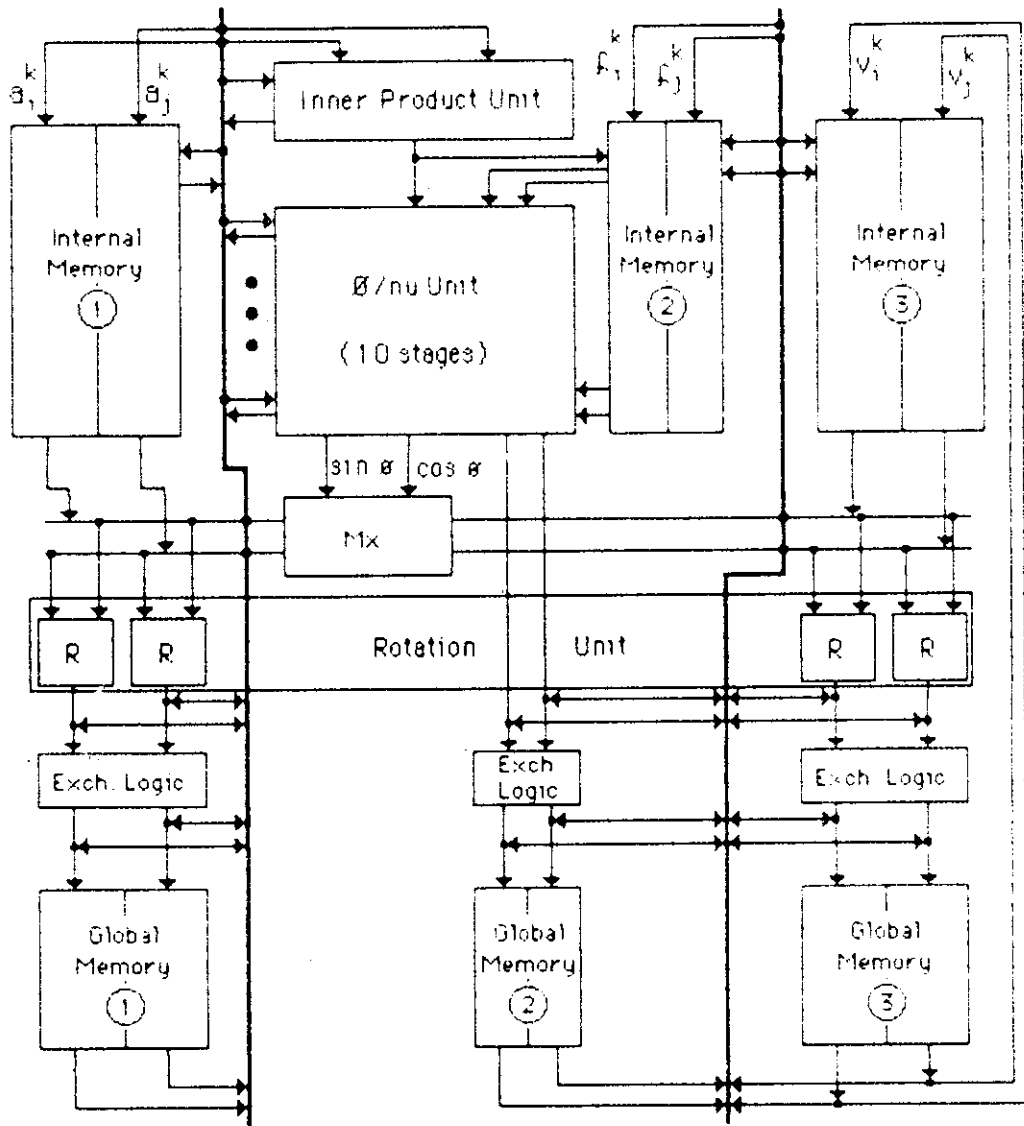 a_i^k
a_j^k
Inner Product Unit
f_i^k
f_j^k
v_i^k
v_j^k
Internal
Memory
1
Ø/nu Unit
(10 stages)
Internal
Memory
2
Internal
Memory
3
sin ø
cos ø
Mx
R
R
Rotation Unit
R
R
Exch. Logic
Exch
Logic
Exch Logic
Global
Memory
1
Global
Memory
2
Global
Memory
3